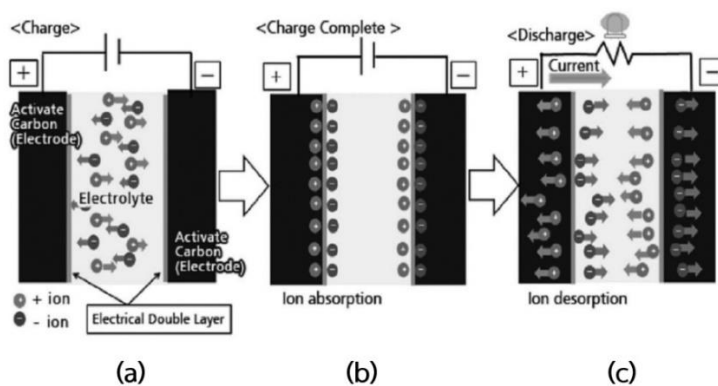 <Charge>
+
−
Activate
Carbon
(Electrode)
Electrolyte
Activate
Carbon
(Electrode)
+ ion
- ion
Electrical Double Layer
(a)
<Charge Complete >
+
−
Ion absorption
(b)
<Discharge>
+
Current
−
Ion desorption
(c)